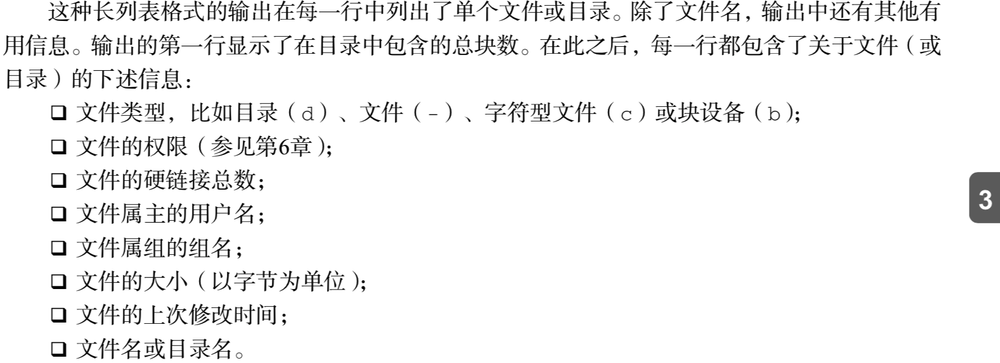 这种长列表格式的输出在每一行中列出了单个文件或目录。除了文件名，输出中还有其他有
用信息。输出的第一行显示了在目录中包含的总块数。在此之后，每一行都包含了关于文件（或
目录）的下述信息：
❑ 文件类型，比如目录（d）、文件（-）、字符型文件（c）或块设备（b）；
❑ 文件的权限（参见第6章）；
❑ 文件的硬链接总数；
3
❑ 文件属主的用户名；
❑ 文件属组的组名；
❑ 文件的大小（以字节为单位）；
❑ 文件的上次修改时间；
❑ 文件名或目录名。